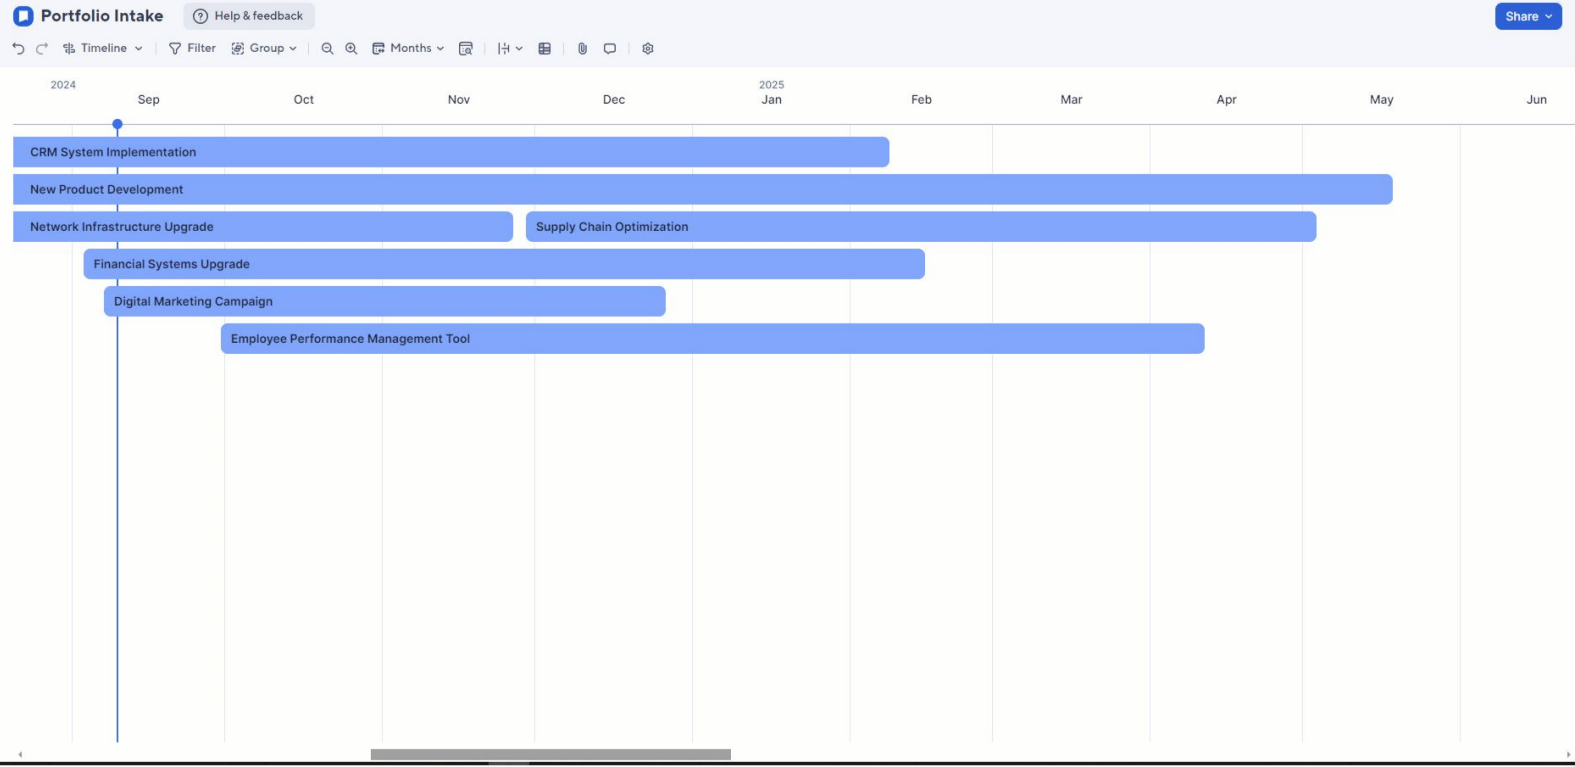 Portfolio Intake
Help & feedback
Share
Timeline
Filter
Group
Months
2024
2025
Sep
Oct
Nov
Dec
Jan
Feb
Mar
Apr
May
Jun
CRM System Implementation
New Product Development
Network Infrastructure Upgrade
Supply Chain Optimization
Financial Systems Upgrade
Digital Marketing Campaign
Employee Performance Management Tool